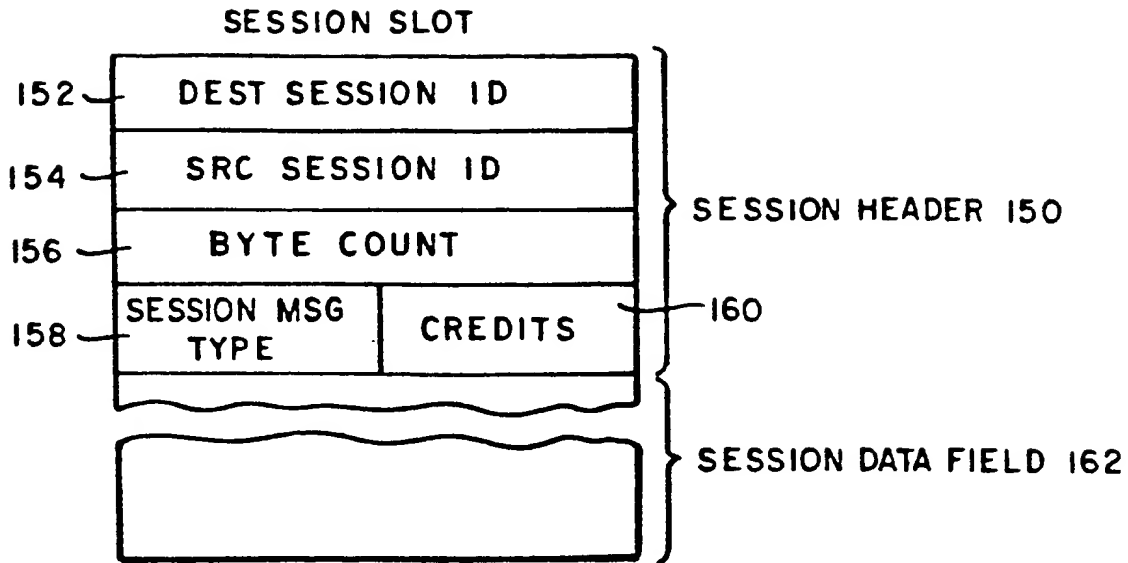 SESSION SLOT
152 DEST SESSION ID
154 SRC SESSION ID
SESSION HEADER 150
156 BYTE COUNT
158 SESSION MSG TYPE
CREDITS 160
SESSION DATA FIELD 162